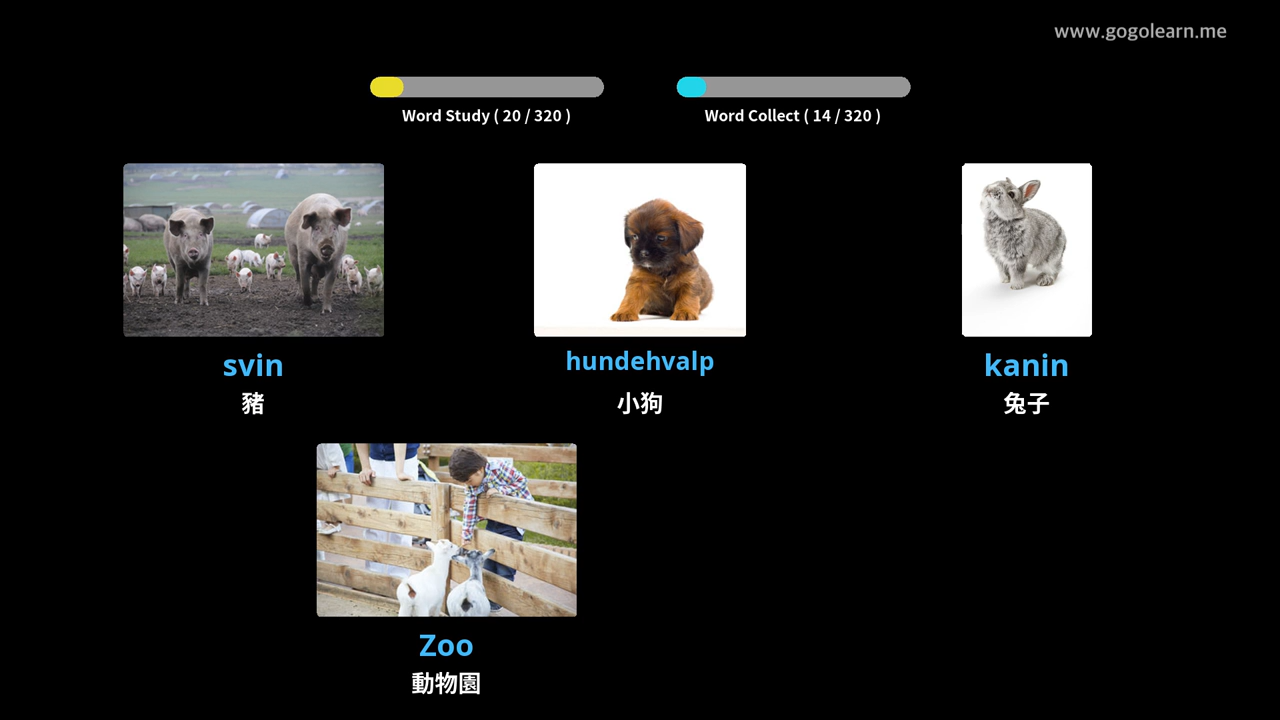 www.gogolearn.me
Word Study ( 20 / 320 )
Word Collect ( 14 / 320 )
svin
豬
hundehvalp
小狗
kanin
兔子
Zoo
動物園